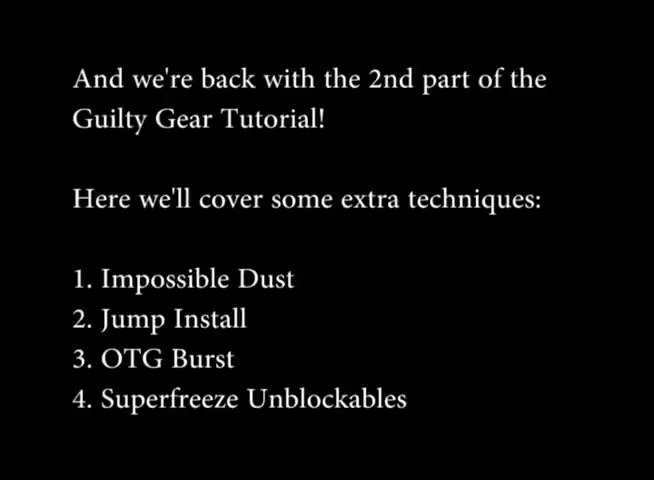 And we're back with the 2nd part of the
Guilty Gear Tutorial!
Here we'll cover some extra techniques:
1. Impossible Dust
2. Jump Install
3. OTG Burst
4. Superfreeze Unblockables